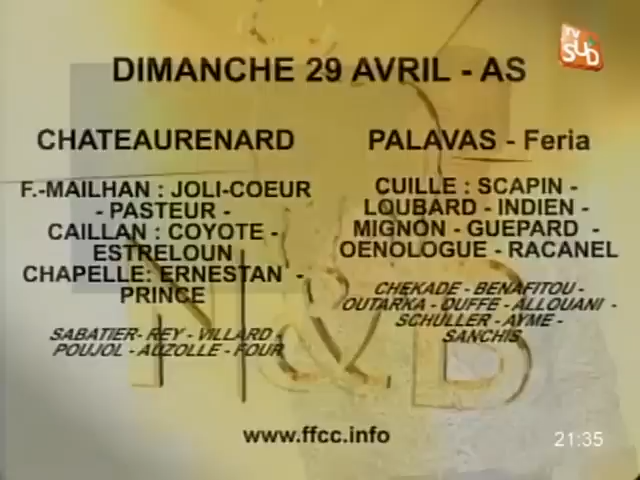 TV
SUD
DIMANCHE 29 AVRIL - AS
CHATEAURENARD
F.-MAILHAN : JOLI-COEUR
- PASTEUR -
CAILLAN : COYOTE -
ESTRELOUN
CHAPELLE: ERNESTAN -
PRINCE
SABATIER- REY - VILLARD -
POUJOL - AUZOLLE - FOUR
PALAVAS - Feria
CUILLE : SCAPIN -
LOUBARD - INDIEN -
MIGNON - GUEPARD -
OENOLOGUE - RACANEL
CHEKADE - BENAFITOU -
OUTARKA - OUFFE - ALLOUANI -
SCHULLER - AYME -
SANCHIS
N&B
www.ffcc.info
21:35